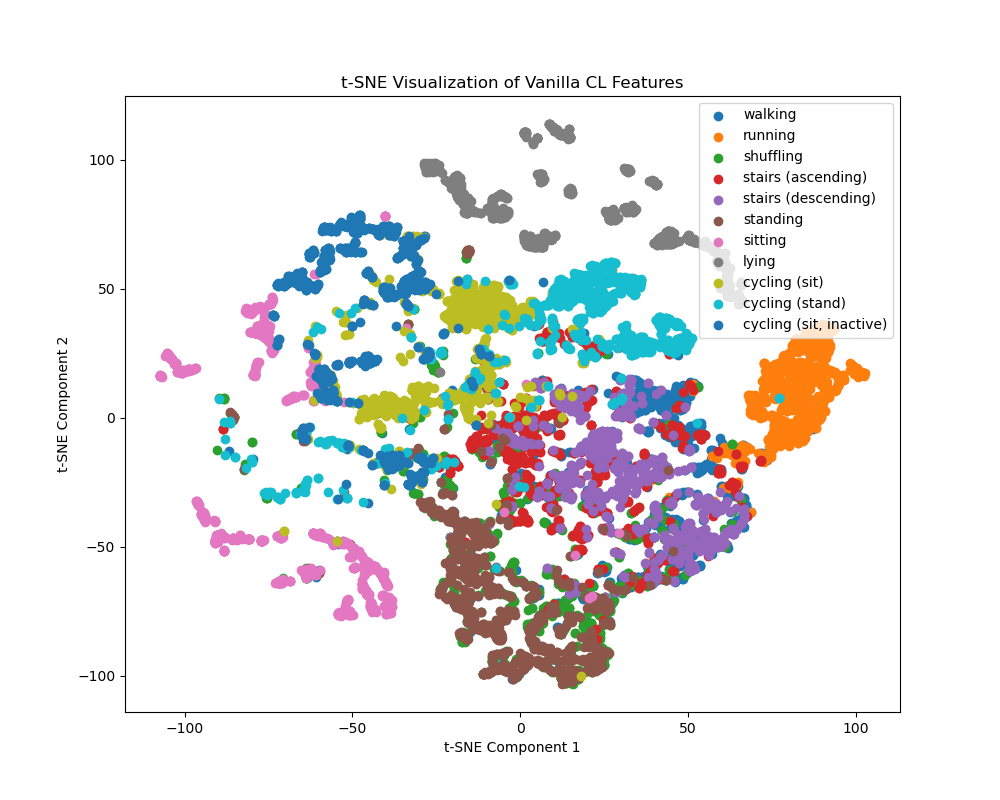 t-SNE Visualization of Vanilla CL Features
walking
running
shuffling
stairs (ascending)
stairs (descending)
standing
sitting
lying
cycling (sit)
cycling (stand)
cycling (sit, inactive)
t-SNE Component 2
100
50
0
−50
−100
−100
−50
0
50
100
t-SNE Component 1